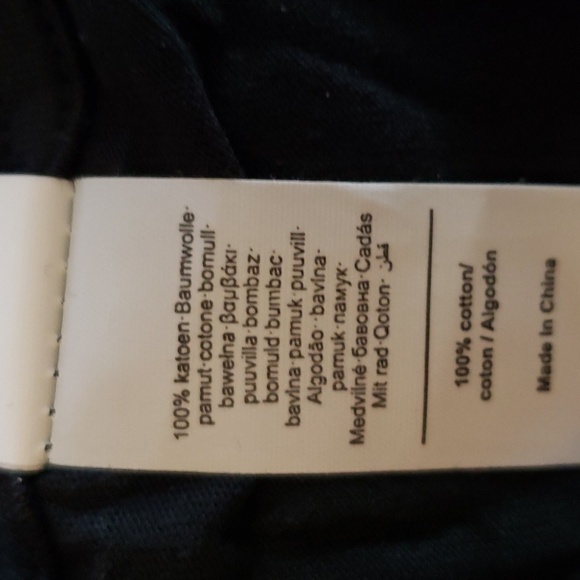 100% katoen·Baumwolle·
pamut·cotone·bomull·
bawełna·βαμβάκι·
puuvilla·bombaz·
bomuld·bumbac·
bavlna·pamuk·puuvill·
Algodão··bavlna·
pamuk·памук·
Medvilné·бавовна·Cadás
Mit rad·Qoton· قطن
100% cotton/
coton / Algodón
Made In China